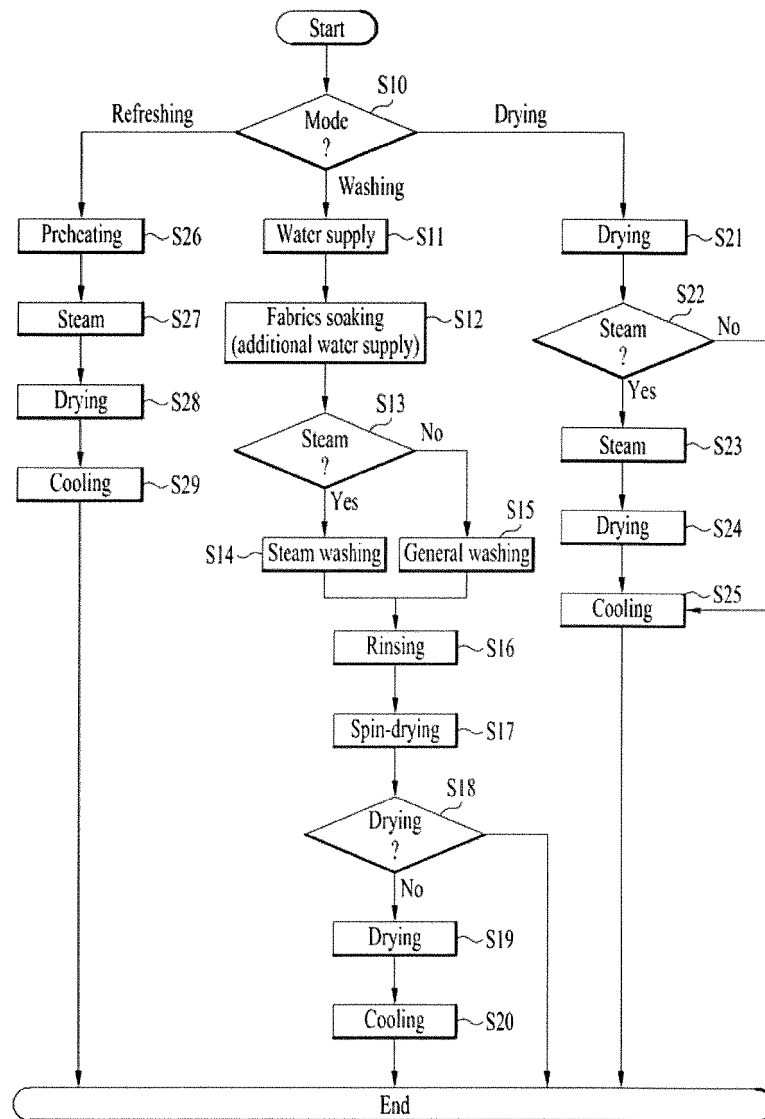 Start
S10
Refreshing
Mode
?
Drying
Washing
Preheating
S26
Water supply
S11
Drying
S21
Steam
S27
Fabrics soaking
(additional water supply)
S12
S22
Steam
?
No
Yes
Drying
S28
S13
Steam
?
No
Yes
Steam
S23
Cooling
S29
S14
Steam washing
S15
General washing
Drying
S24
S25
Cooling
Rinsing
S16
Spin-drying
S17
S18
Drying
?
No
Drying
S19
Cooling
S20
End